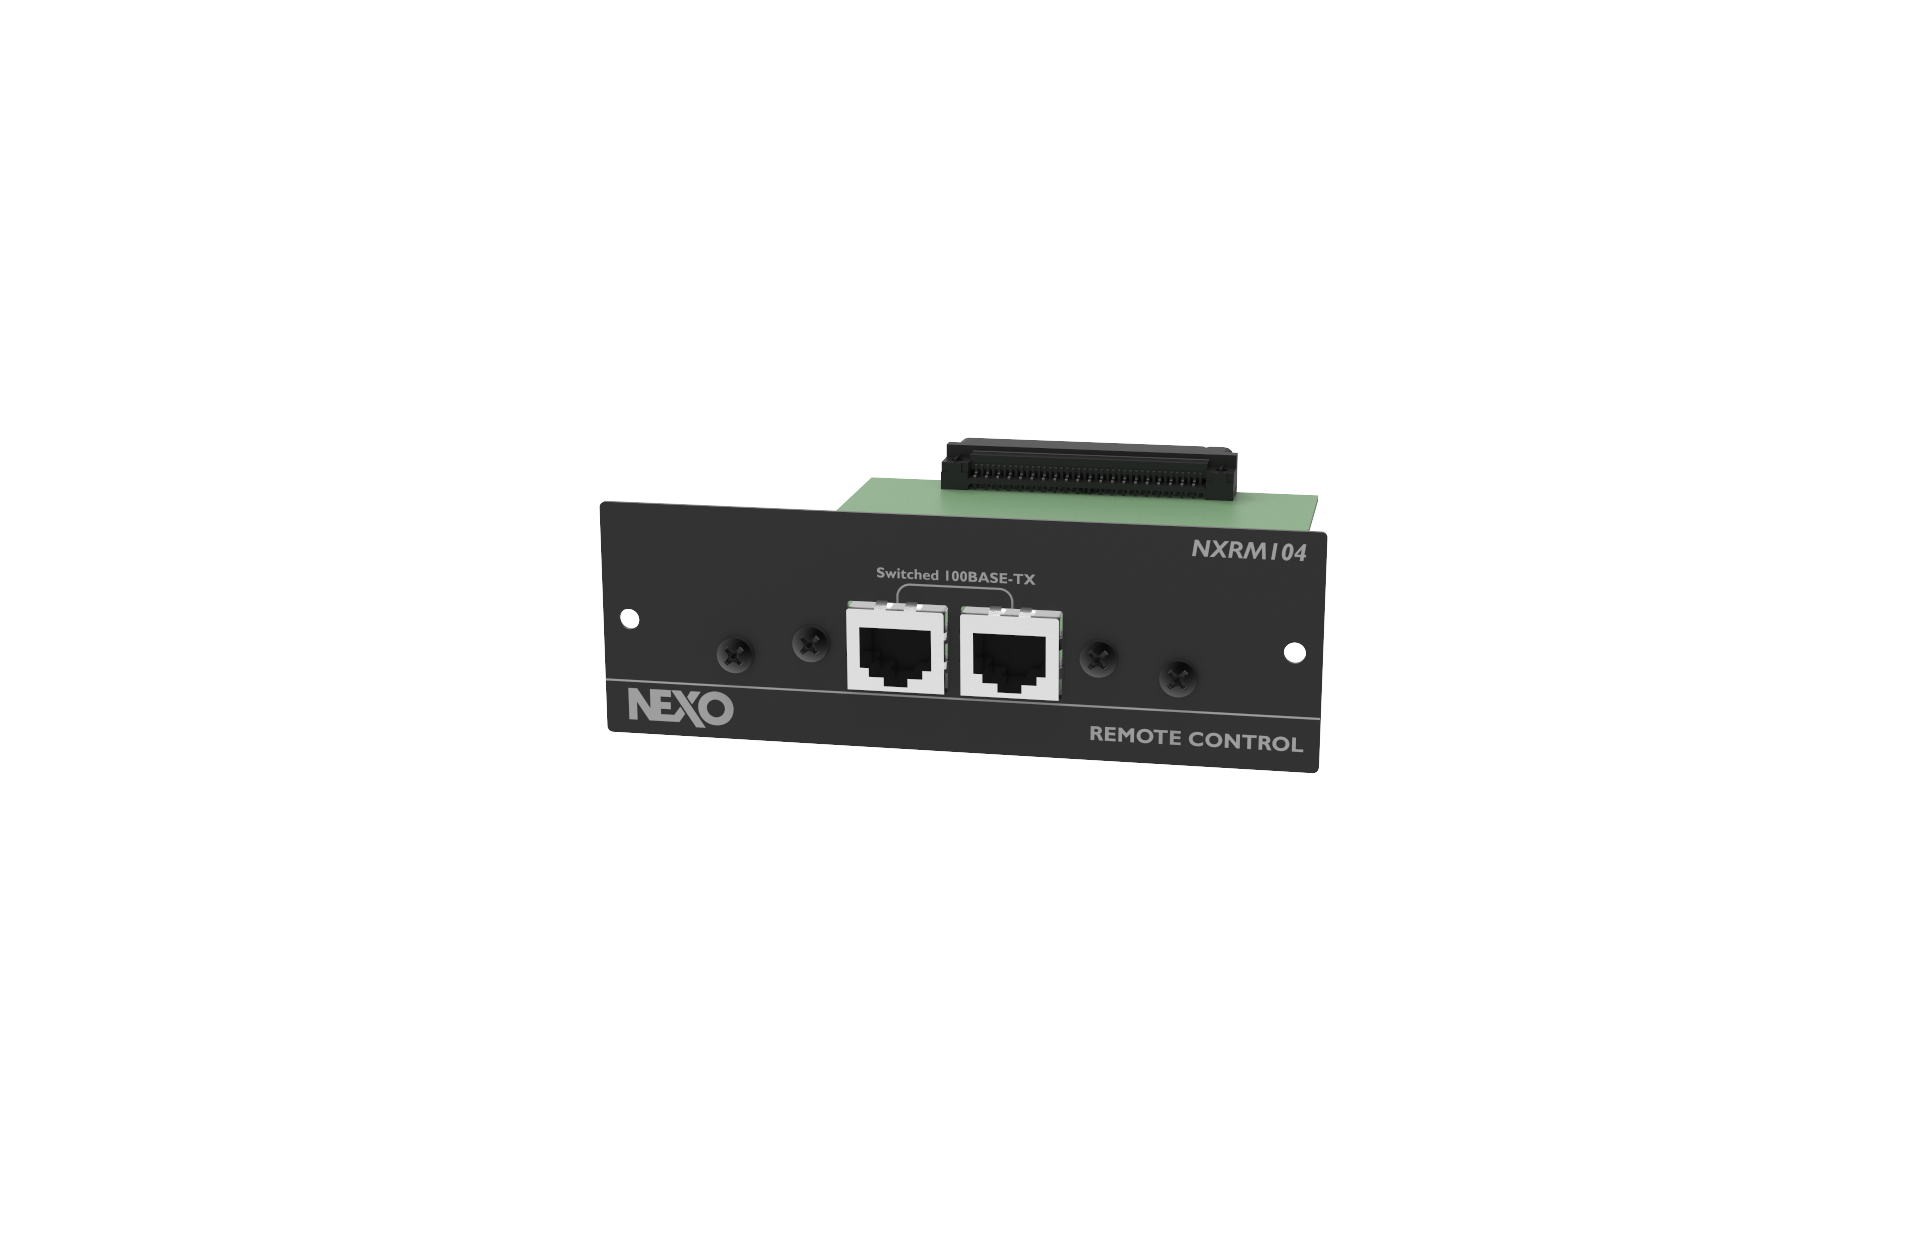 NXRM104
Switched 100BASE-TX
NEXO
REMOTE CONTROL